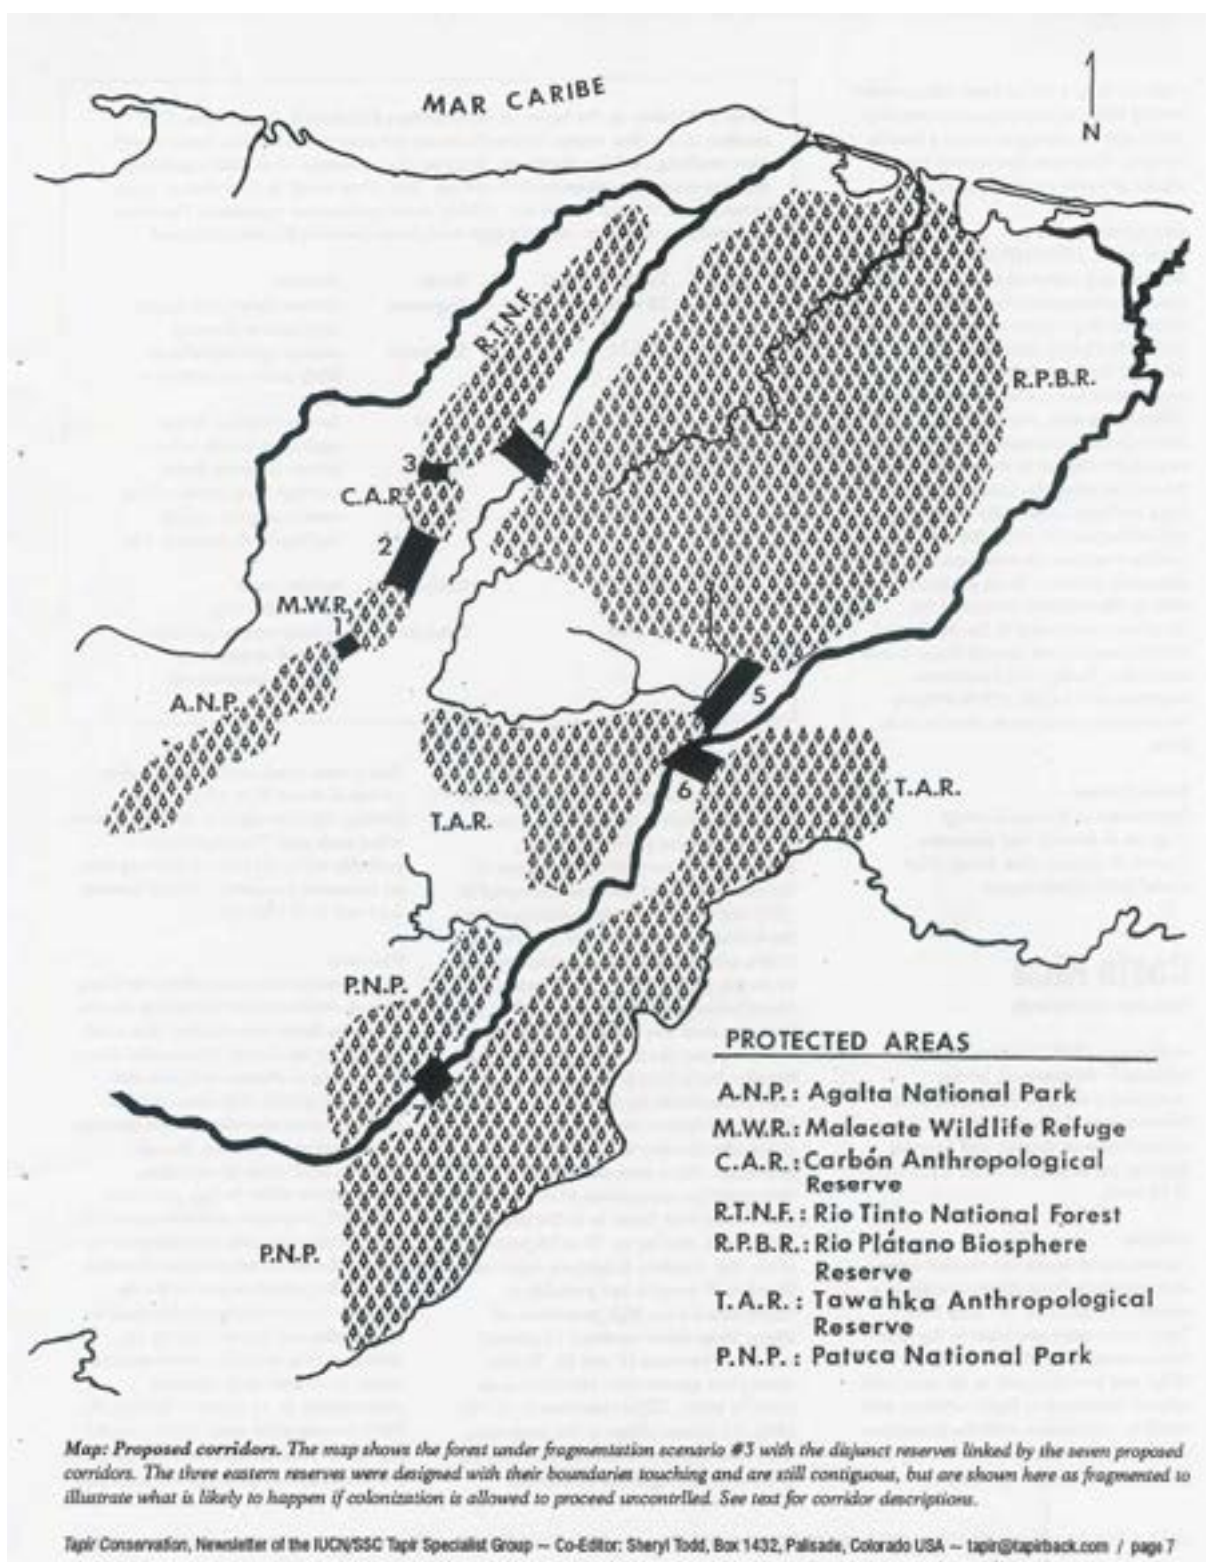 MAR CARIBE
N
R.T.N.F.
R.P.B.R.
4
3
C.A.R.
2
M.W.R.
1
A.N.P.
5
6
T.A.R.
T.A.R.
P.N.P.
7
P.N.P.
PROTECTED AREAS
A.N.P.: Agalta National Park
M.W.R.: Malacate Wildlife Refuge
C.A.R.: Carbón Anthropological
Reserve
R.T.N.F.: Rio Tinto National Forest
R.P.B.R.: Rio Plátano Biosphere
Reserve
T.A.R.: Tawahka Anthropological
Reserve
P.N.P.: Patuca National Park
Map: Proposed corridors. The map shows the forest under fragmentation scenario #3 with the disjunct reserves linked by the seven proposed
corridors. The three eastern reserves were designed with their boundaries touching and are still contiguous, but are shown here as fragmented to
illustrate what is likely to happen if colonization is allowed to proceed uncontrlled. See text for corridor descriptions.
Tapir Conservation, Newsletter of the IUCN/SSC Tapir Specialist Group — Co-Editor: Sheryl Todd, Box 1432, Palisade, Colorado USA — tapir@tapirback.com / page 7